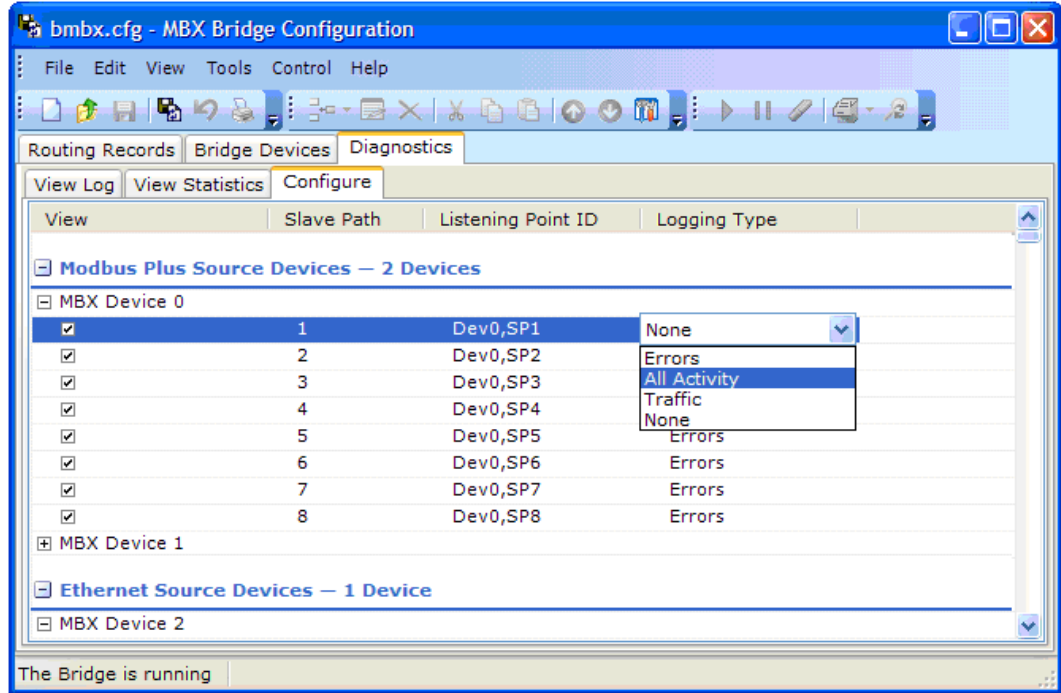 bmbx.cfg - MBX Bridge Configuration
File Edit View Tools Control Help
Routing Records Bridge Devices Diagnostics
View Log View Statistics Configure
View Slave Path Listening Point ID Logging Type
Modbus Plus Source Devices — 2 Devices
MBX Device 0
1 Dev0,SP1 None
2 Dev0,SP2 Errors
3 Dev0,SP3 All Activity
4 Dev0,SP4 Traffic
None
5 Dev0,SP5 Errors
6 Dev0,SP6 Errors
7 Dev0,SP7 Errors
8 Dev0,SP8 Errors
MBX Device 1
Ethernet Source Devices — 1 Device
MBX Device 2
The Bridge is running